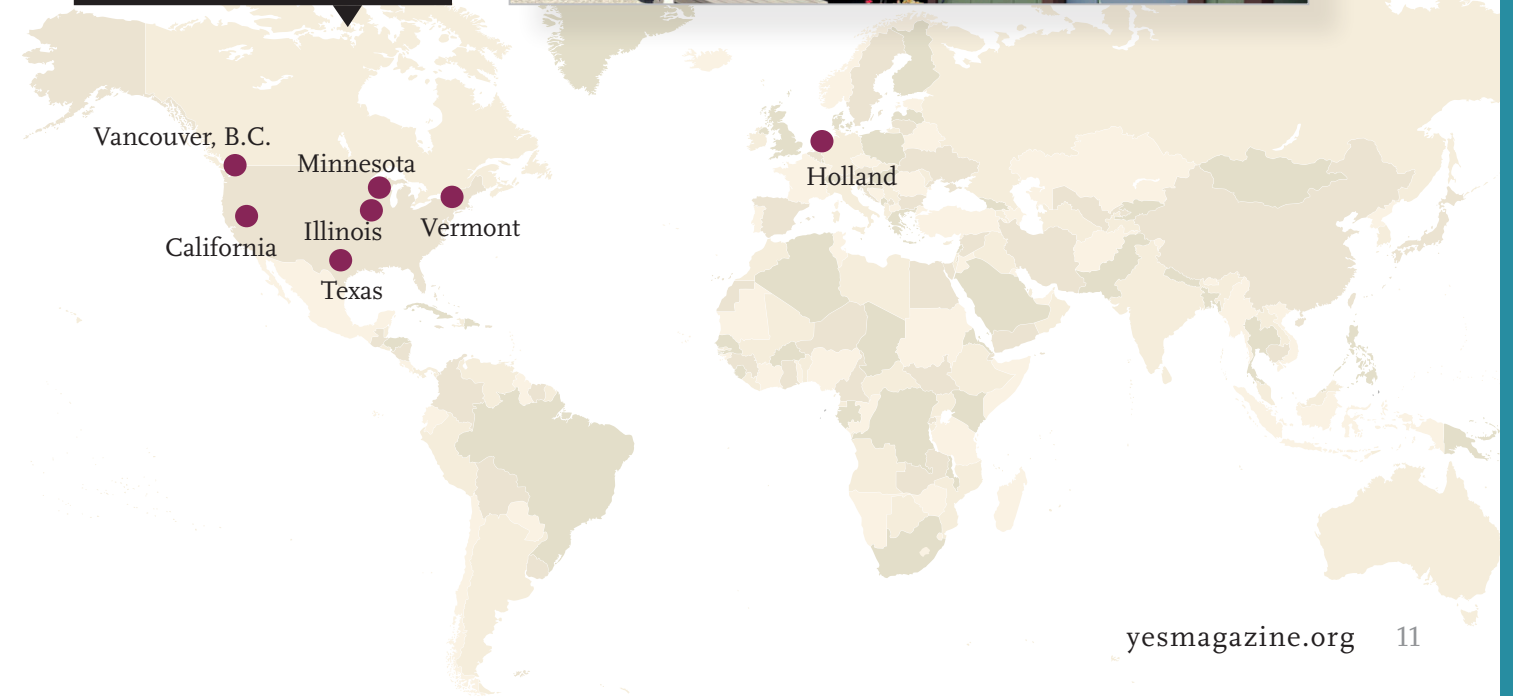 Vancouver, B.C.
Minnesota
Holland
Illinois
Vermont
California
Texas
yesmagazine.org 11